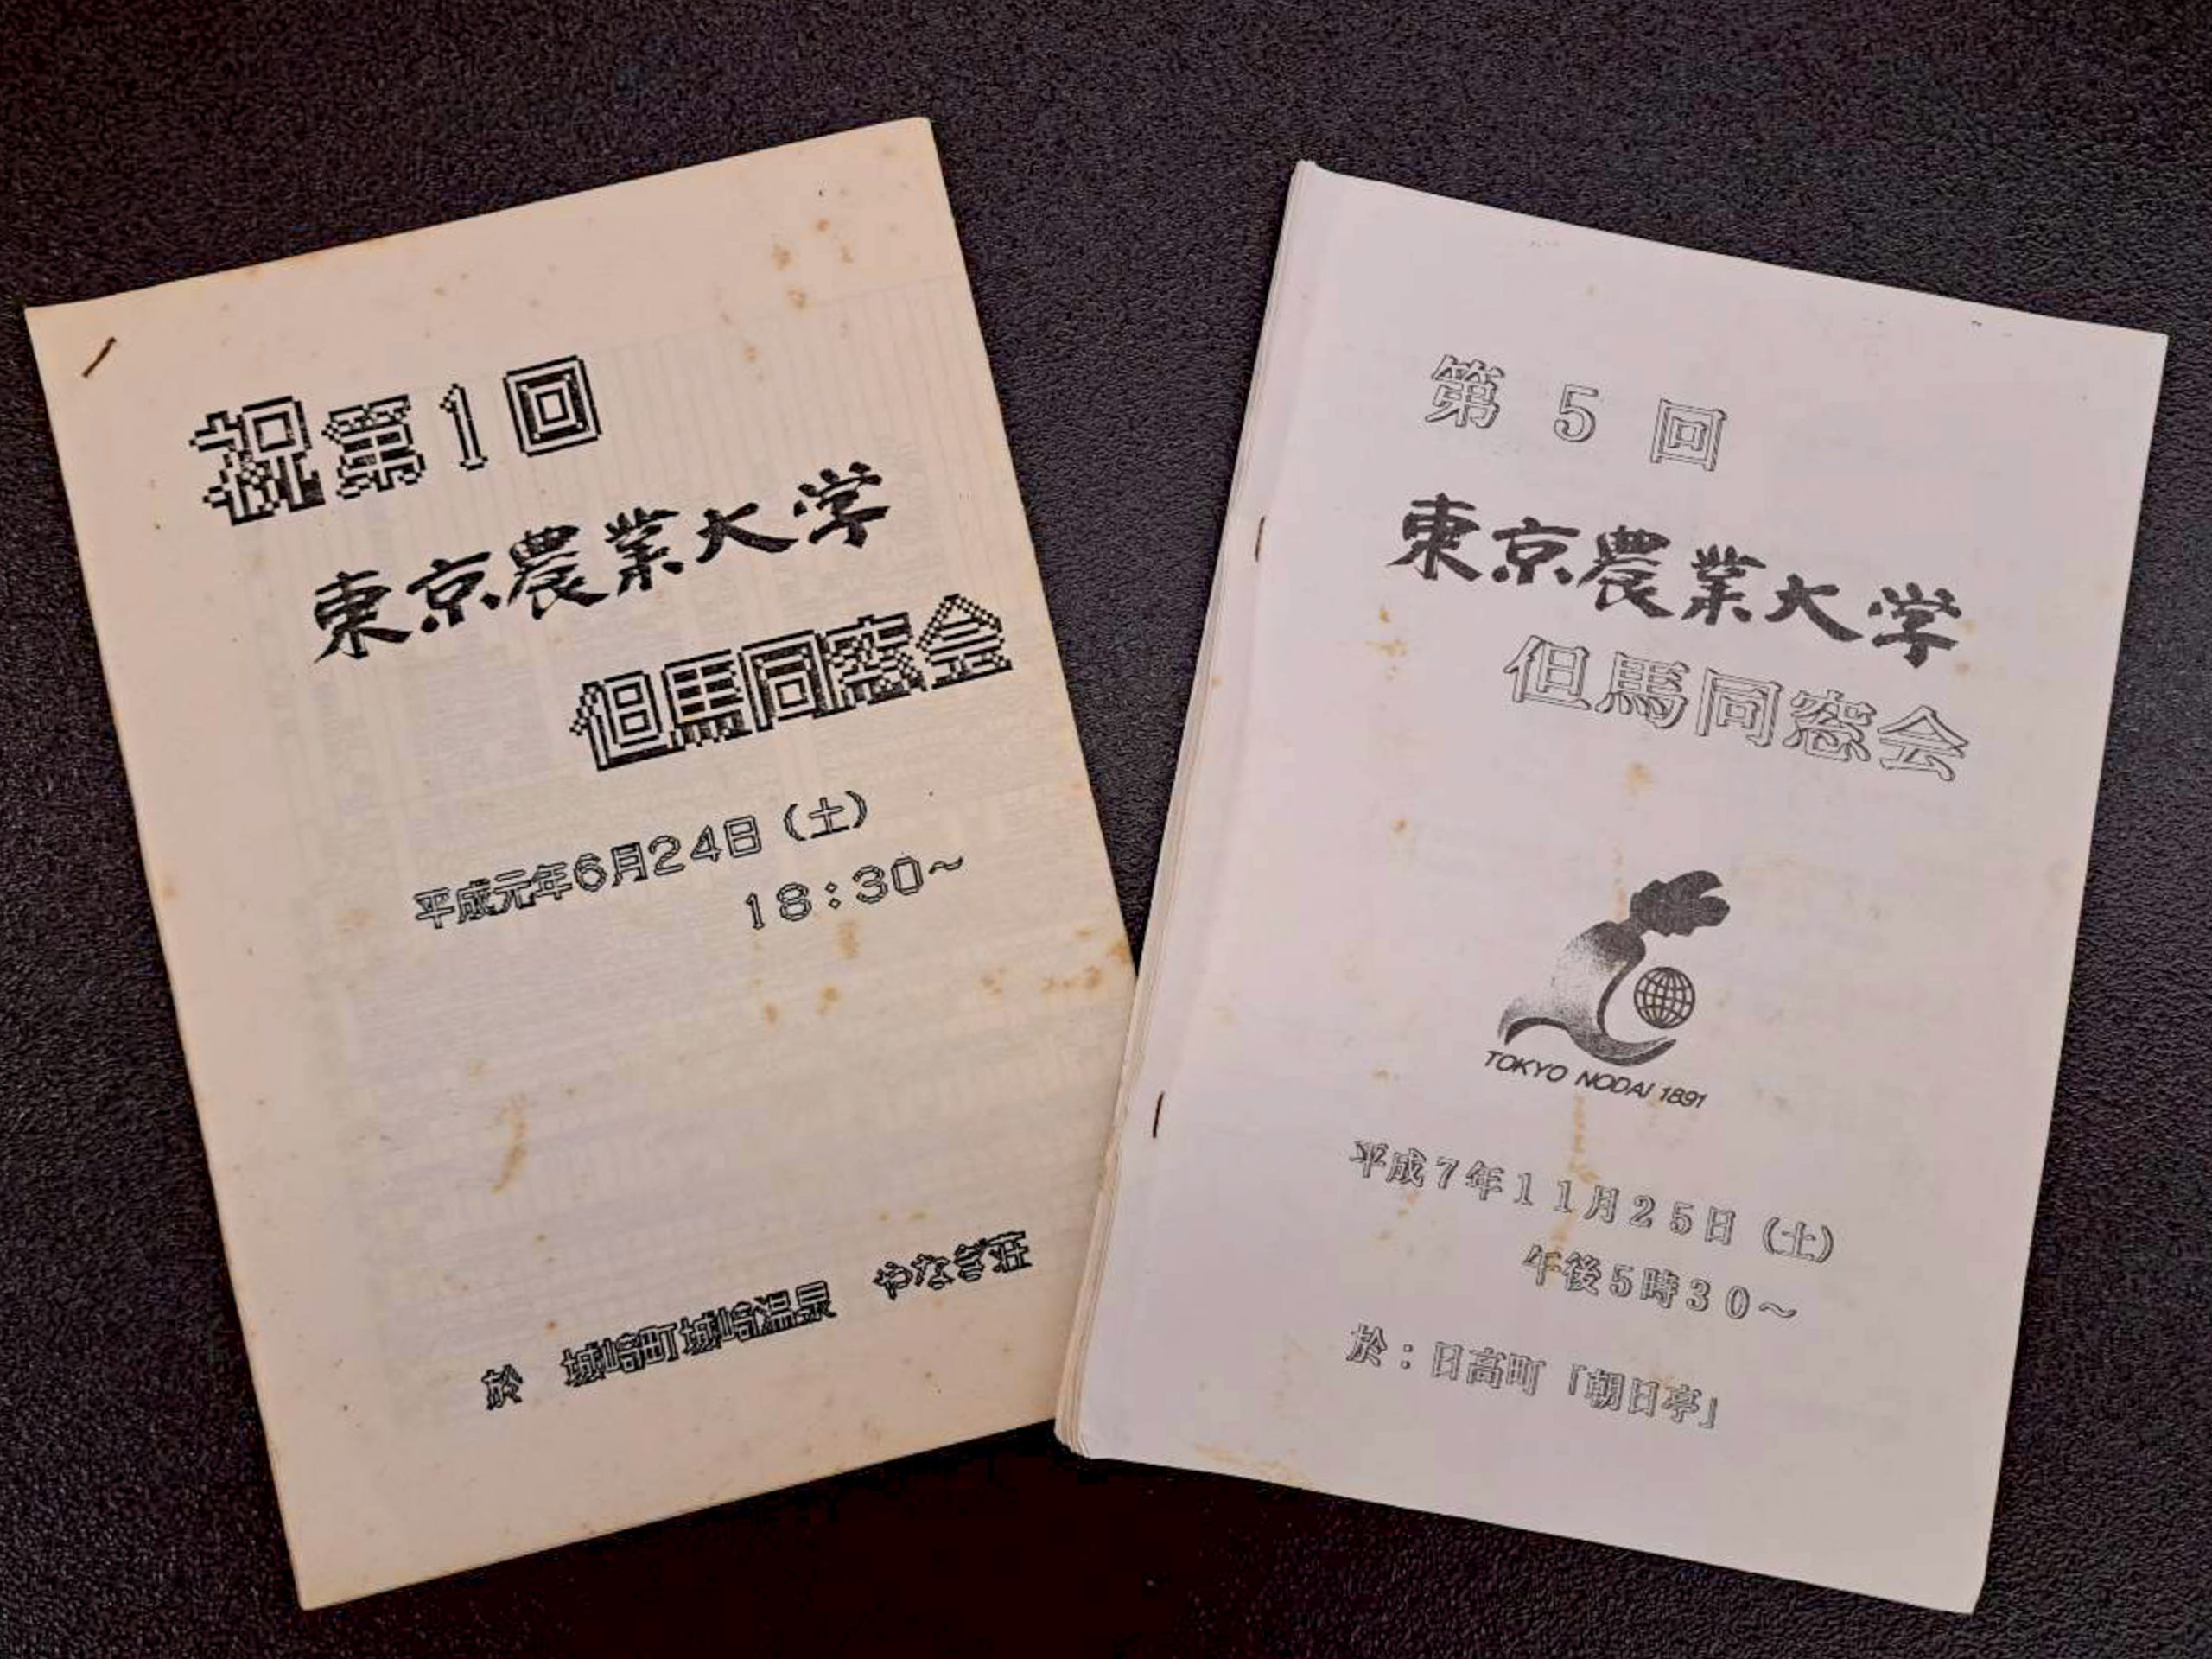 祝第1回
東京農業大学
但馬同窓会
平成元年6月24日（土）
18:30～
於　城崎町城崎温泉　やなぎ荘
第5回
東京農業大学
但馬同窓会
TOKYO NODAI 1891
平成7年11月25日（土）
午後5時30～
於：日高町「朝日亭」